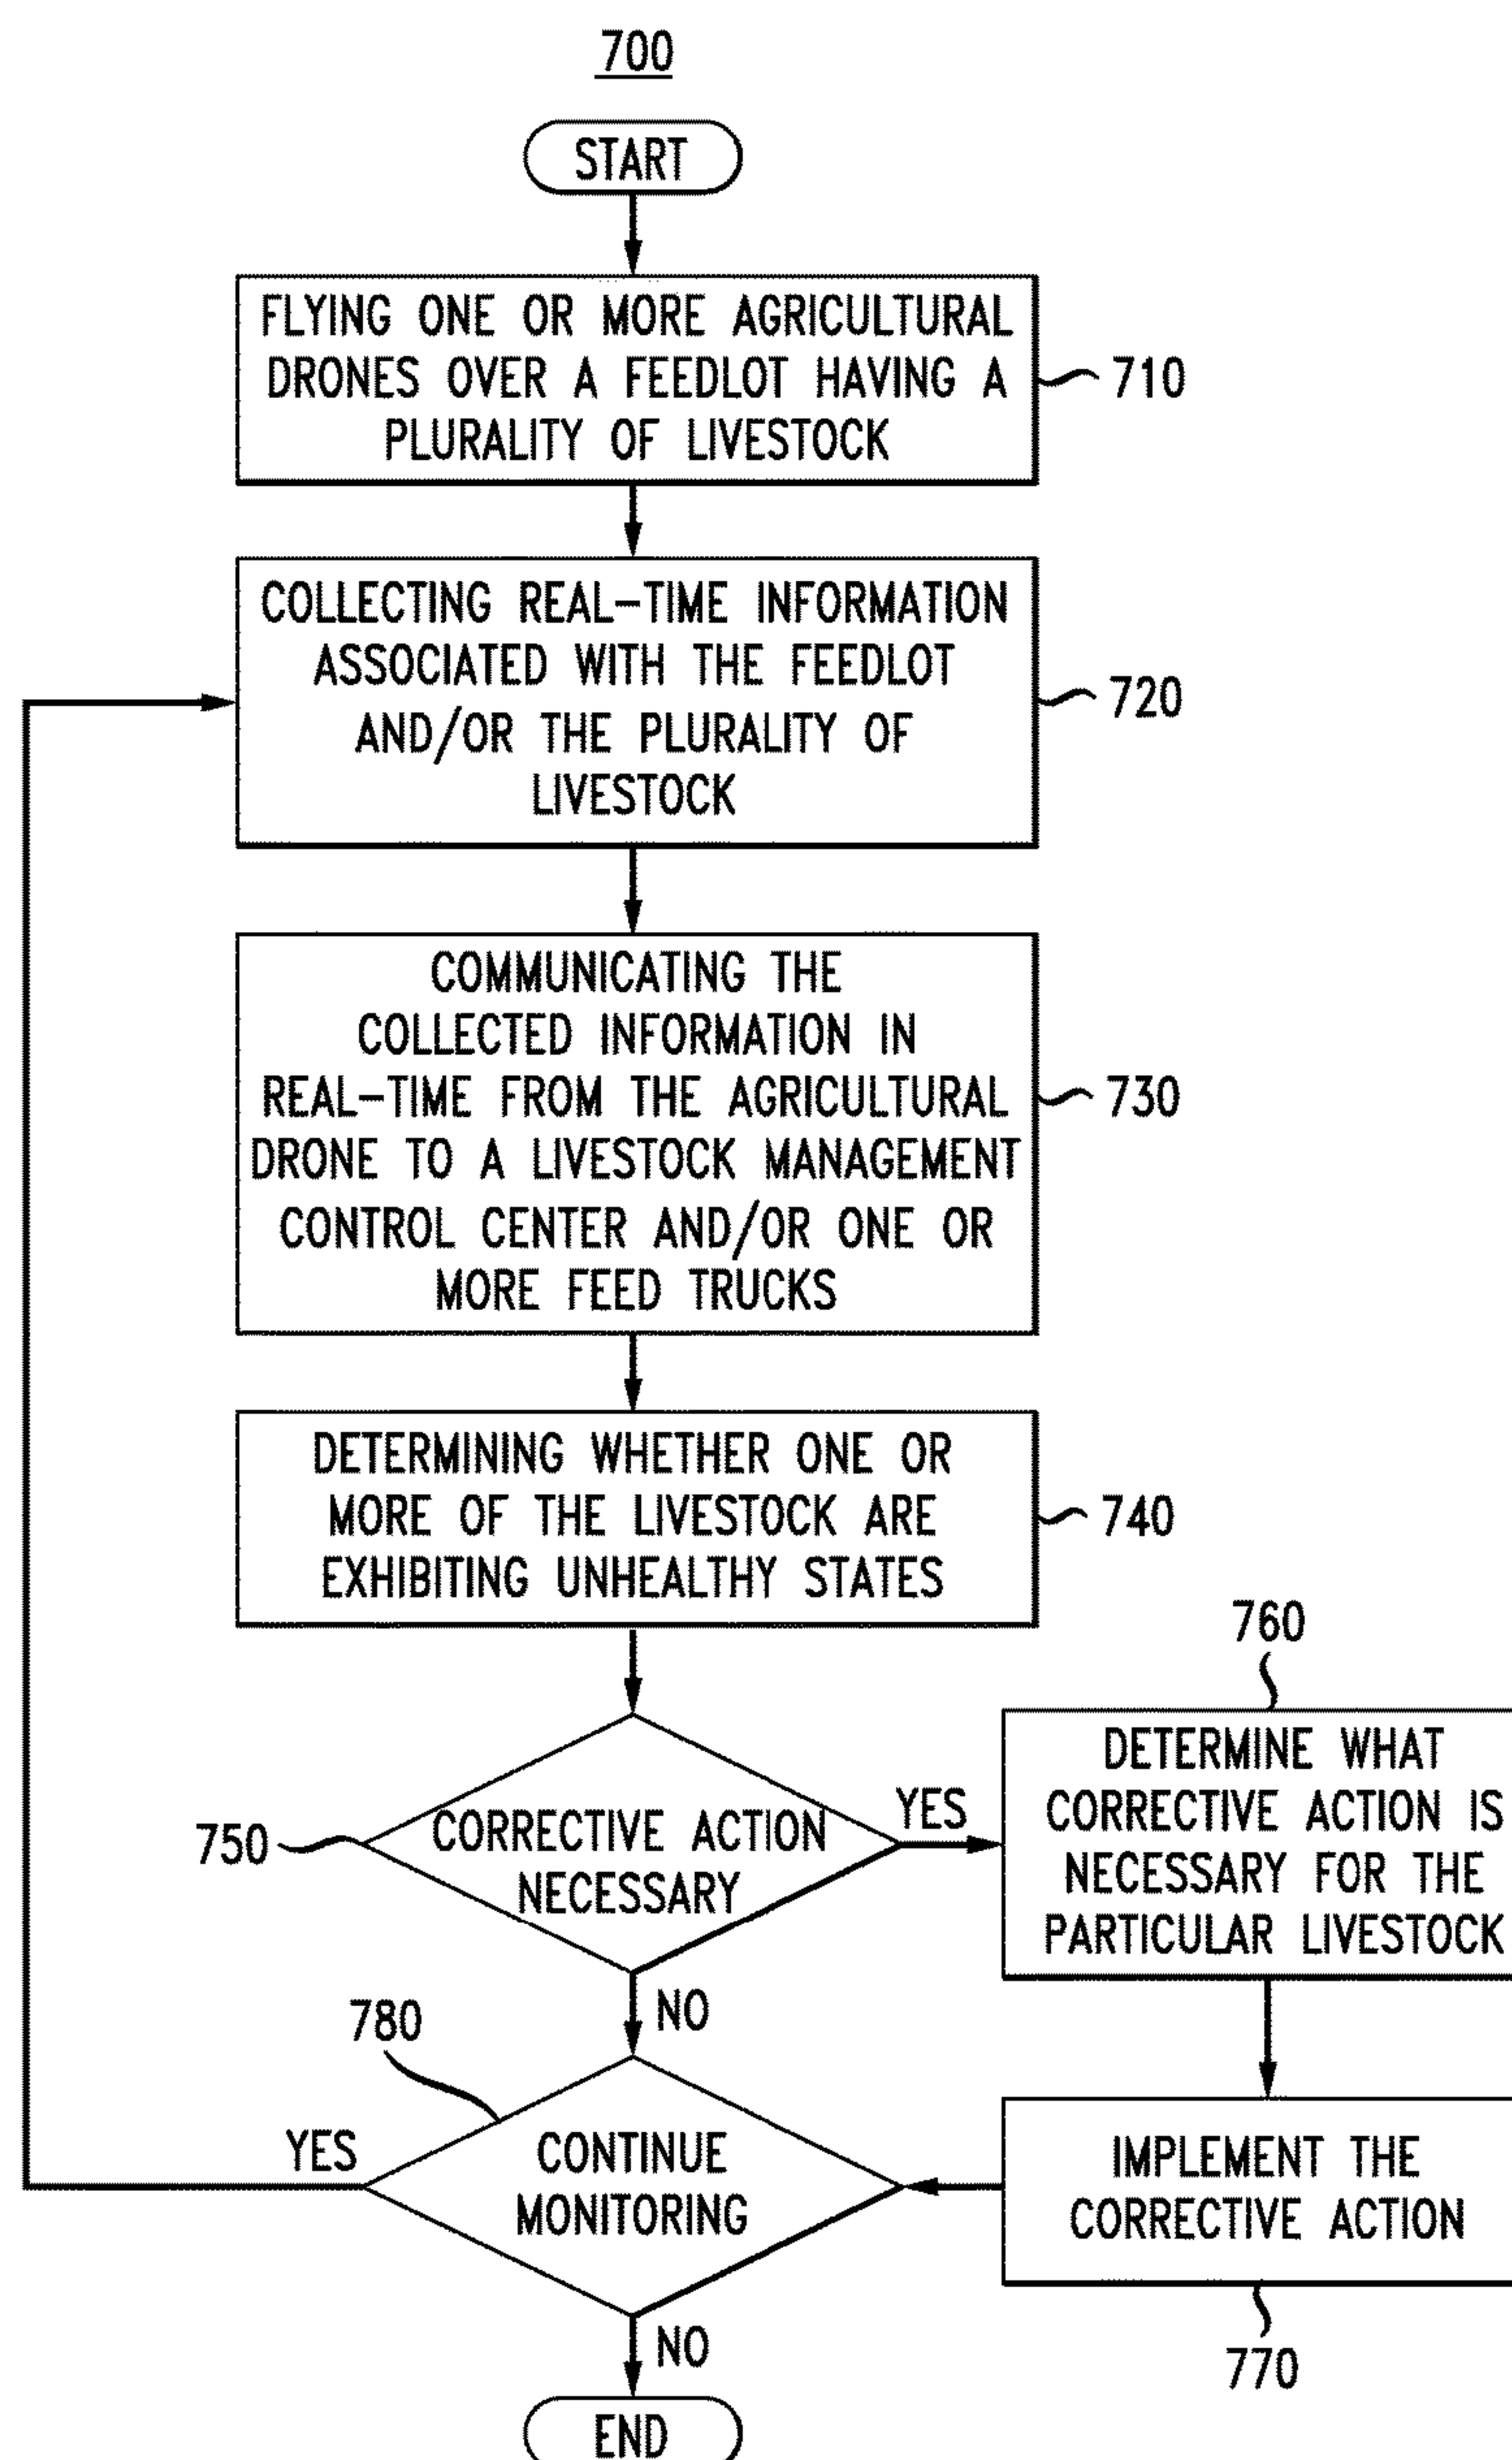 700
START
FLYING ONE OR MORE AGRICULTURAL
DRONES OVER A FEEDLOT HAVING A
PLURALITY OF LIVESTOCK
710
COLLECTING REAL-TIME INFORMATION
ASSOCIATED WITH THE FEEDLOT
AND/OR THE PLURALITY OF
LIVESTOCK
720
COMMUNICATING THE
COLLECTED INFORMATION IN
REAL-TIME FROM THE AGRICULTURAL
DRONE TO A LIVESTOCK MANAGEMENT
CONTROL CENTER AND/OR ONE OR
MORE FEED TRUCKS
730
DETERMINING WHETHER ONE OR
MORE OF THE LIVESTOCK ARE
EXHIBITING UNHEALTHY STATES
740
750
CORRECTIVE ACTION
NECESSARY
YES
NO
760
DETERMINE WHAT
CORRECTIVE ACTION IS
NECESSARY FOR THE
PARTICULAR LIVESTOCK
IMPLEMENT THE
CORRECTIVE ACTION
770
780
CONTINUE
MONITORING
YES
NO
END